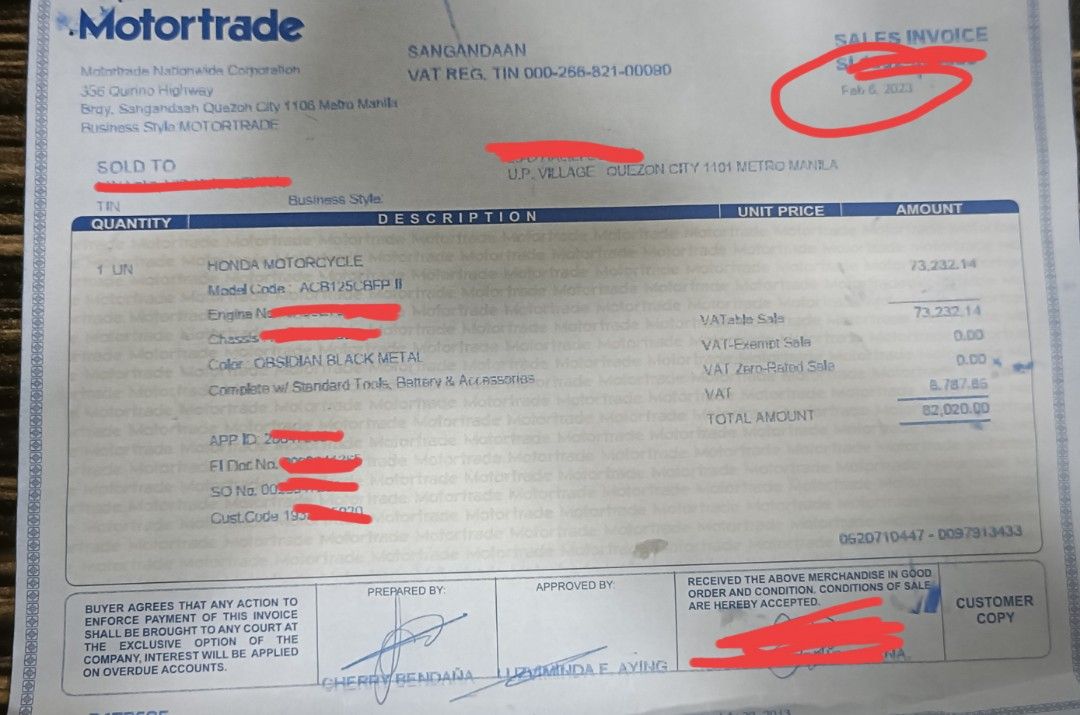 Motortrade
Motortrade Nationwide Corporation
356 Quirino Highway
Brgy. Sangandaan Quezon City 1106 Metro Manila
Business Style: MOTORTRADE
SANGANDAAN
VAT REG. TIN 000-266-821-00090
SALES INVOICE
Feb 6, 2023
SOLD TO
U.P. VILLAGE QUEZON CITY 1101 METRO MANILA
TIN
Business Style:
QUANTITY DESCRIPTION UNIT PRICE AMOUNT
1 UN HONDA MOTORCYCLE 73,232.14
Model Code : ACB125CBFP II
Engine No.
Chassis
Color : OBSIDIAN BLACK METAL
Complete w/ Standard Tools, Battery & Accessories
VATable Sale 73,232.14
VAT-Exempt Sale 0.00
VAT Zero-Rated Sale 0.00
VAT 8,787.86
TOTAL AMOUNT 82,020.00
APP ID:
FI Doc No.
SO No. 00
Cust.Code 193
0620710447 - 0097913433
BUYER AGREES THAT ANY ACTION TO
ENFORCE PAYMENT OF THIS INVOICE
SHALL BE BROUGHT TO ANY COURT AT
THE EXCLUSIVE OPTION OF THE
COMPANY, INTEREST WILL BE APPLIED
ON OVERDUE ACCOUNTS.
PREPARED BY:
CHERRY BENDAÑA
APPROVED BY:
LUZVIMINDA E. AYING
RECEIVED THE ABOVE MERCHANDISE IN GOOD
ORDER AND CONDITION. CONDITIONS OF SALE
ARE HEREBY ACCEPTED.
CUSTOMER
COPY